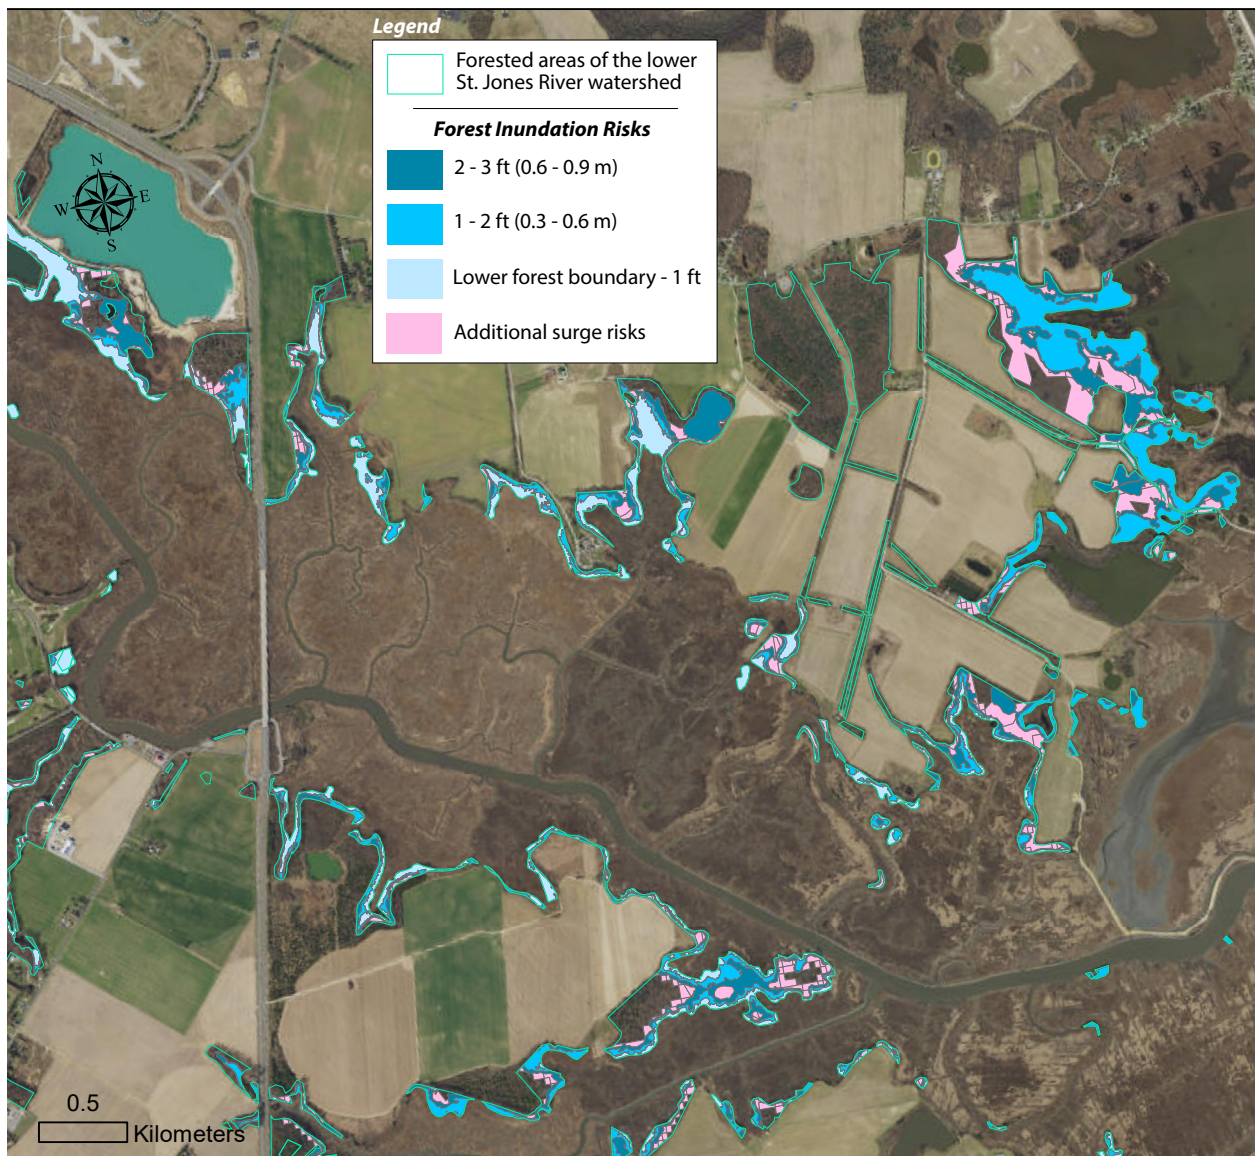 Legend
Forested areas of the lower
St. Jones River watershed
Forest Inundation Risks
2 - 3 ft (0.6 - 0.9 m)
1 - 2 ft (0.3 - 0.6 m)
Lower forest boundary - 1 ft
Additional surge risks
N
W E
S
0.5
Kilometers